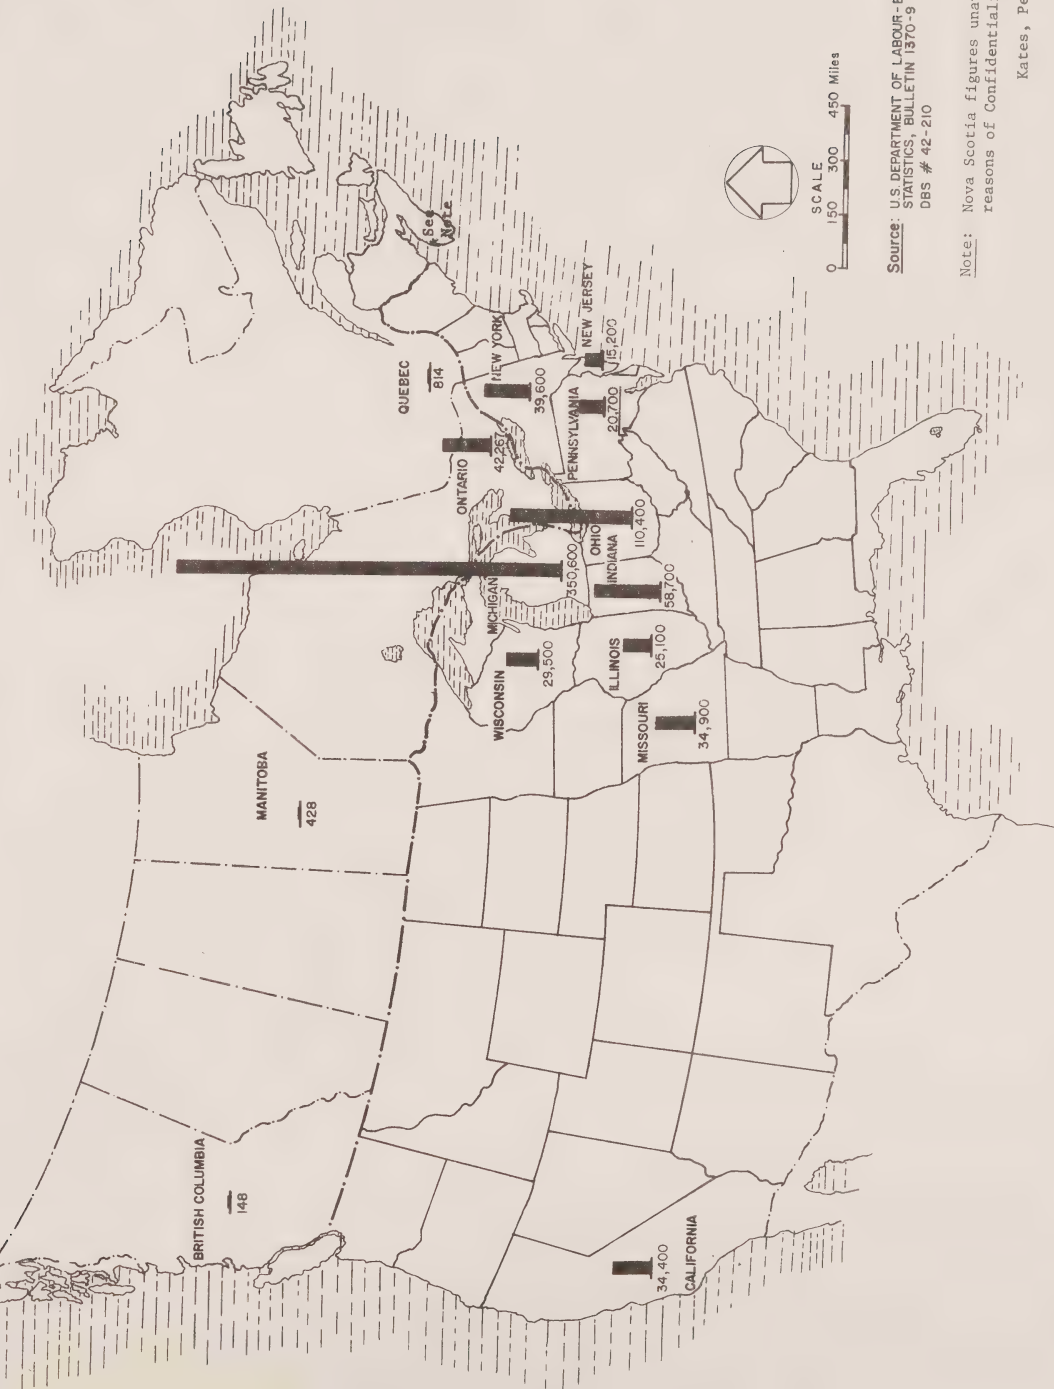 BRITISH COLUMBIA
148
MANITOBA
428
ONTARIO
42,267
QUEBEC
814
* See
Note
WISCONSIN
29,500
MICHIGAN
350,600
OHIO
110,400
INDIANA
58,700
ILLINOIS
25,100
MISSOURI
34,900
NEW YORK
39,600
PENNSYLVANIA
20,700
NEW JERSEY
15,200
CALIFORNIA
34,400
SCALE
0 150 300 450 Miles
Source: U.S. DEPARTMENT OF LABOUR-
STATISTICS, BULLETIN 1370-9
DBS # 42-210
Note: Nova Scotia figures
reasons of
Kates,